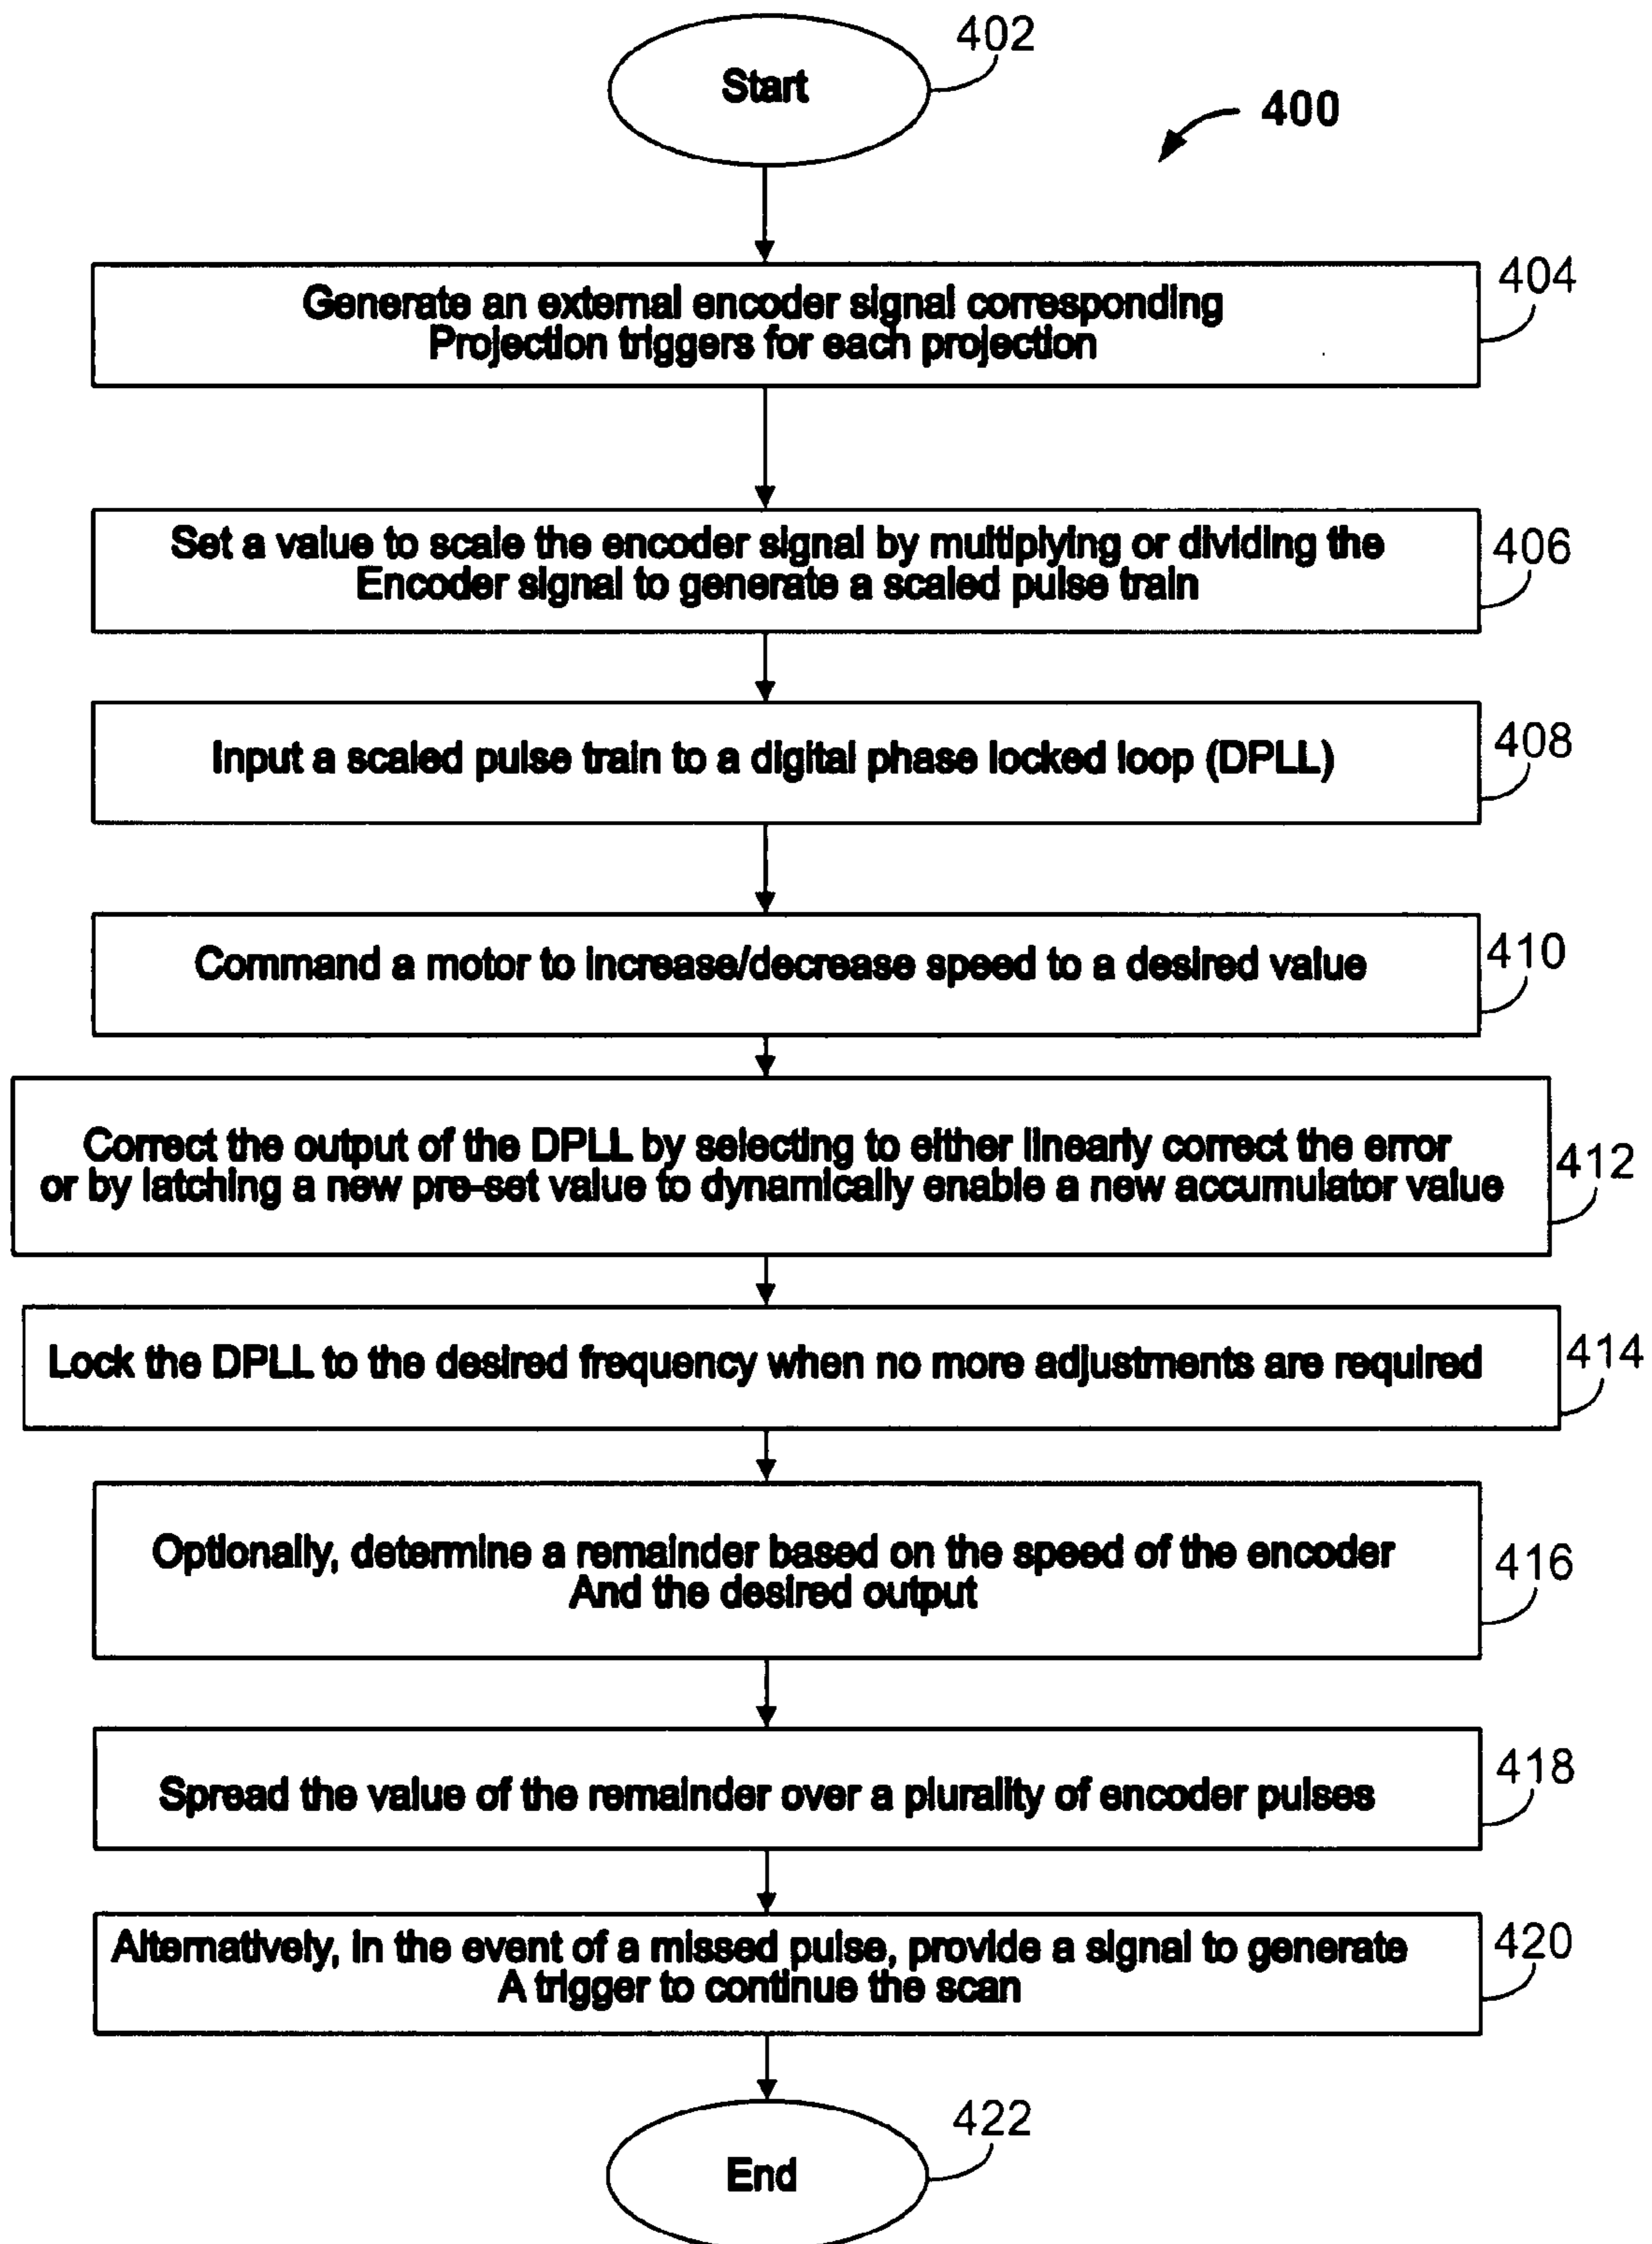 Start
402
400
Generate an external encoder signal corresponding
Projection triggers for each projection
404
Set a value to scale the encoder signal by multiplying or dividing the
Encoder signal to generate a scaled pulse train
406
Input a scaled pulse train to a digital phase locked loop (DPLL)
408
Command a motor to increase/decrease speed to a desired value
410
Correct the output of the DPLL by selecting to either linearly correct the error
or by latching a new pre-set value to dynamically enable a new accumulator value
412
Lock the DPLL to the desired frequency when no more adjustments are required
414
Optionally, determine a remainder based on the speed of the encoder
And the desired output
416
Spread the value of the remainder over a plurality of encoder pulses
418
Alternatively, in the event of a missed pulse, provide a signal to generate
A trigger to continue the scan
420
End
422